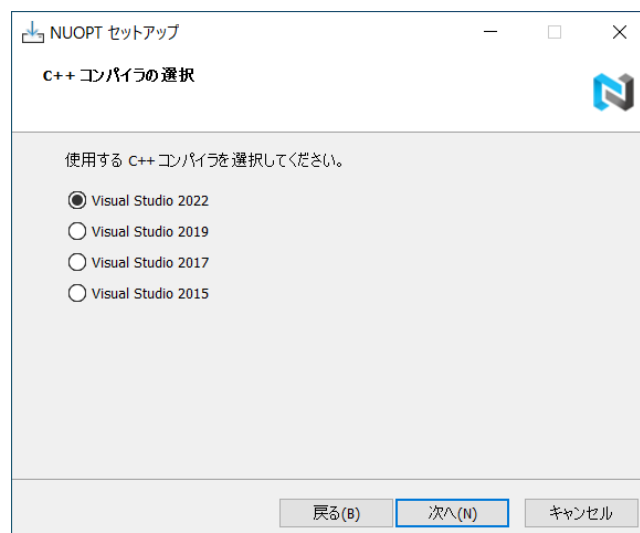 NUOPT セットアップ
C++ コンパイラの選択
使用する C++ コンパイラを選択してください。
Visual Studio 2022
Visual Studio 2019
Visual Studio 2017
Visual Studio 2015
戻る(B) 次へ(N) キャンセル